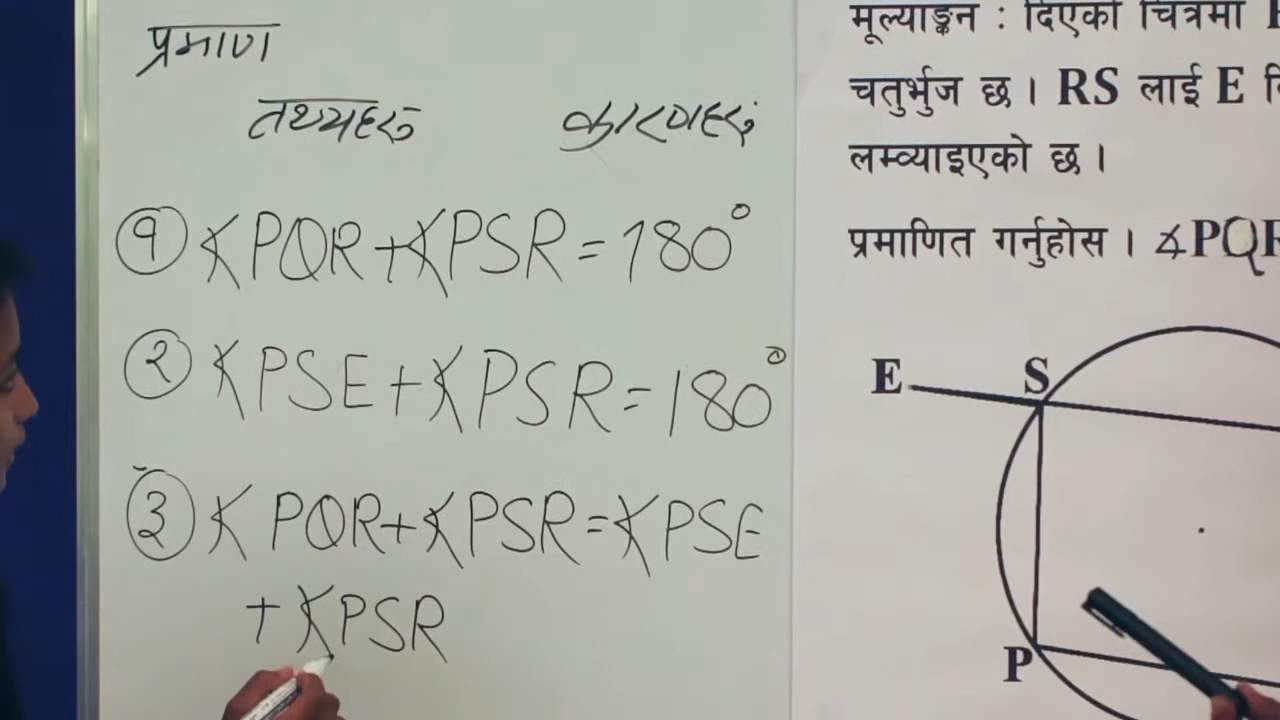 प्रमाण
तथ्यहरु कारणहरु
१ ∡PQR+∡PSR=180°
२ ∡PSE+∡PSR=180°
३ ∡PQR+∡PSR=∡PSE
+∡PSR
मूल्याङ्कन : दिएको चित्रमा
चतुर्भुज छ । RS लाई E
लम्व्याइएको छ ।
प्रमाणित गर्नुहोस । ∡PQR
E S
P